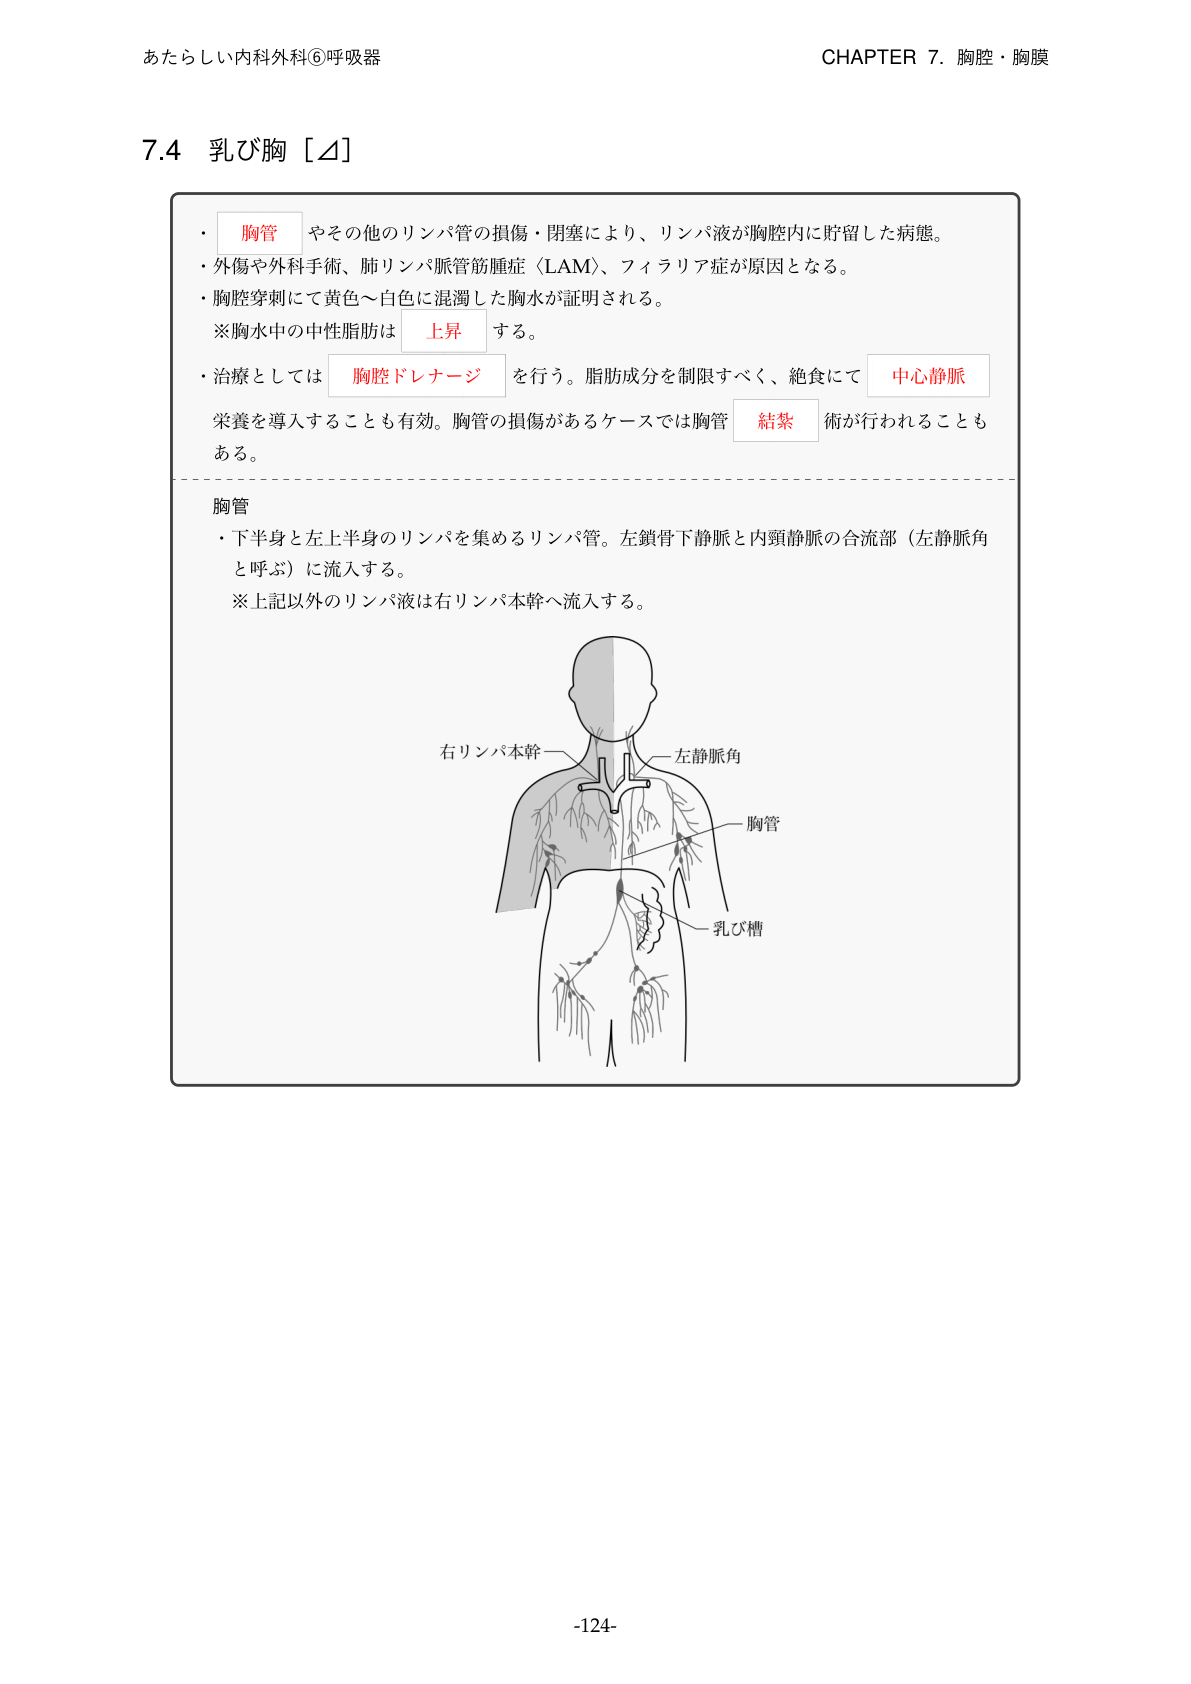 あたらしい内科外科⑥呼吸器
CHAPTER 7. 胸腔・胸膜
7.4 乳び胸［⊿］
・胸管やその他のリンパ管の損傷・閉塞により、リンパ液が胸腔内に貯留した病態。
・外傷や外科手術、肺リンパ脈管筋腫症〈LAM〉、フィラリア症が原因となる。
・胸腔穿刺にて黄色〜白色に混濁した胸水が証明される。
※胸水中の中性脂肪は上昇する。
・治療としては胸腔ドレナージを行う。脂肪成分を制限すべく、絶食にて中心静脈
栄養を導入することも有効。胸管の損傷があるケースでは胸管結紮術が行われることも
ある。
胸管
・下半身と左上半身のリンパを集めるリンパ管。左鎖骨下静脈と内頸静脈の合流部（左静脈角
と呼ぶ）に流入する。
※上記以外のリンパ液は右リンパ本幹へ流入する。
右リンパ本幹
左静脈角
胸管
乳び槽
-124-